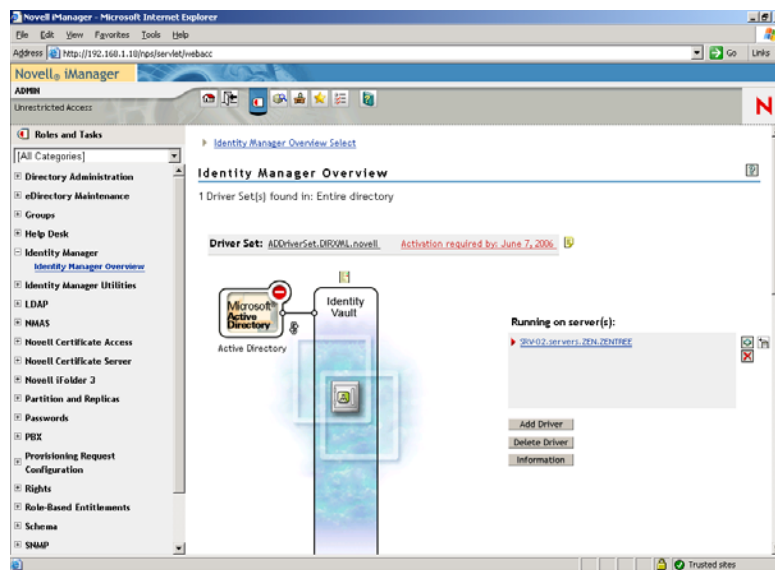 Novell iManager - Microsoft Internet Explorer
File Edit View Favorites Tools Help
Address http://192.168.1.10/nps/servlet/webacc Go Links
Novell® iManager
ADMIN
Unrestricted Access
N
Roles and Tasks
[All Categories]
Directory Administration
eDirectory Maintenance
Groups
Help Desk
Identity Manager
Identity Manager Overview
Identity Manager Utilities
LDAP
NMAS
Novell Certificate Access
Novell Certificate Server
Novell iFolder 3
Partition and Replicas
Passwords
PBX
Provisioning Request
Configuration
Rights
Role-Based Entitlements
Schema
SNMP
Identity Manager Overview Select
Identity Manager Overview
1 Driver Set(s) found in: Entire directory
Driver Set: ADDriverSet.DIRXML.novell Activation required by: June 7, 2006
Microsoft
Active
Directory
Active Directory
Identity
Vault
Running on server(s):
SRV-02.servers.ZEN.ZENTREE
Add Driver
Delete Driver
Information
Trusted sites